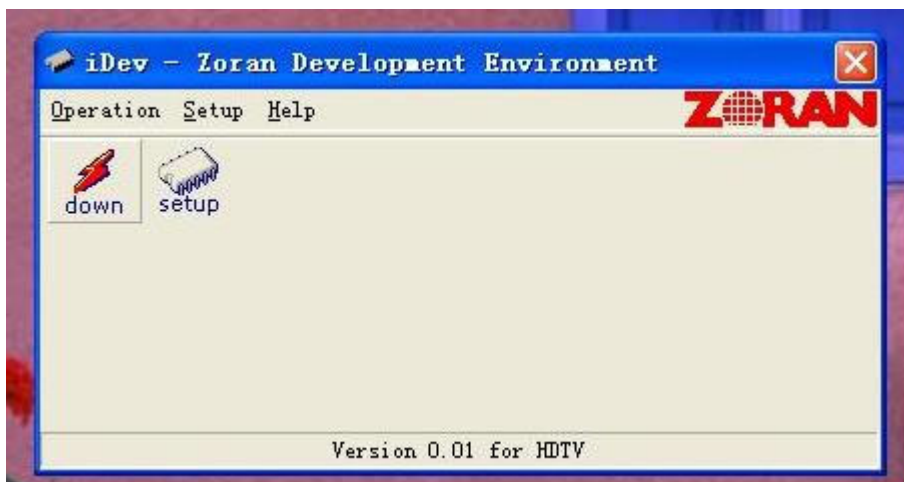 iDev - Zoran Development Environment
Operation Setup Help
ZORAN
down setup
Version 0.01 for HDTV